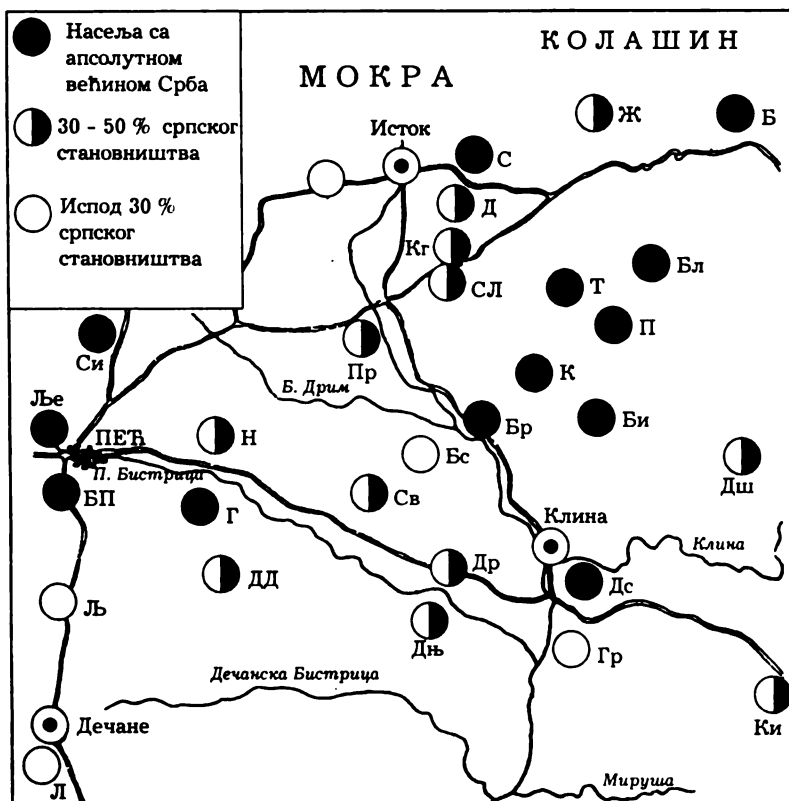 Насеља са
апсолутном
већином Срба
30 - 50 % српског
становништва
Испод 30 %
српског
становништва
КОЛАШИН
МОКРА
Исток
Ж
Б
С
Д
Кг
СЛ
Бл
Т
П
Си
Пр
К
Б. Дрим
Ље
Бр
Би
ПЕЋ
Н
Бс
П. Бистрица
Дш
БП
Св
Г
Клина
Клина
Др
ДД
Дс
Љ
Дњ
Гр
Дечанска Бистрица
Дечане
Ки
Л
Мируша